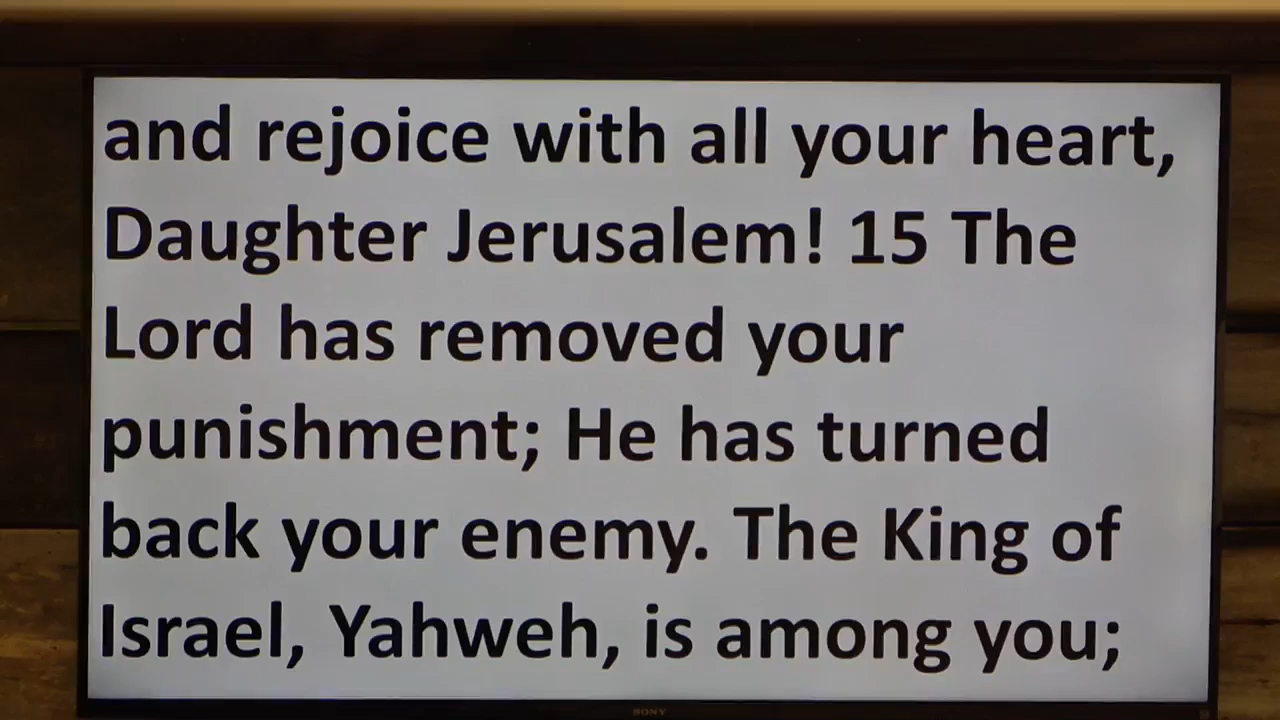 and rejoice with all your heart,
Daughter Jerusalem! 15 The
Lord has removed your
punishment; He has turned
back your enemy. The King of
Israel, Yahweh, is among you;
SONY